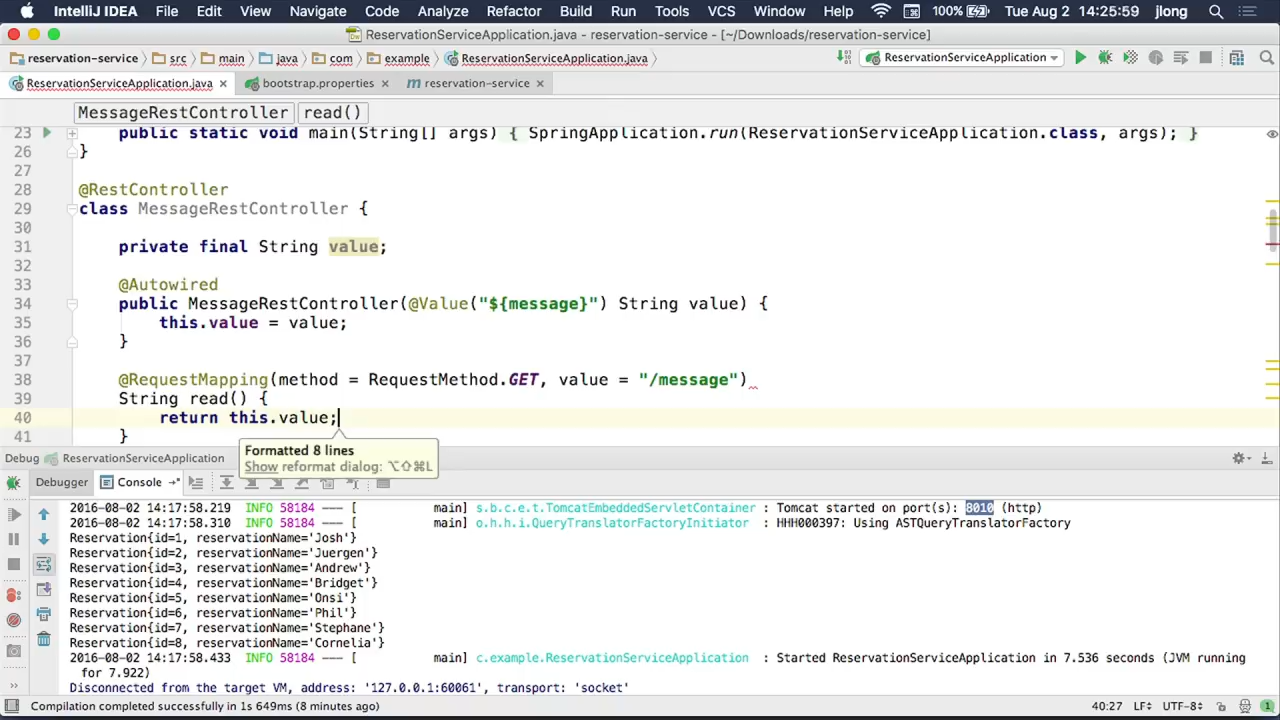 IntelliJ IDEA File Edit View Navigate Code Analyze Refactor Build Run Tools VCS Window Help 100% Tue Aug 2 14:25:59 jlong
ReservationServiceApplication.java - reservation-service - [~/Downloads/reservation-service]
reservation-service src main java com example ReservationServiceApplication.java ReservationServiceApplication
ReservationServiceApplication.java bootstrap.properties reservation-service
MessageRestController read()
23 public static void main(String[] args) { SpringApplication.run(ReservationServiceApplication.class, args); }
26 }
27
28 @RestController
29 class MessageRestController {
30
31 private final String value;
32
33 @Autowired
34 public MessageRestController(@Value("${message}") String value) {
35 this.value = value;
36 }
37
38 @RequestMapping(method = RequestMethod.GET, value = "/message")
39 String read() {
40 return this.value;
41 }
Formatted 8 lines
Show reformat dialog: ⌥⇧⌘L
Debug ReservationServiceApplication
Debugger Console
2016-08-02 14:17:58.219 INFO 58184 --- [ main] s.b.c.e.t.TomcatEmbeddedServletContainer : Tomcat started on port(s): 8010 (http)
2016-08-02 14:17:58.310 INFO 58184 --- [ main] o.h.h.i.QueryTranslatorFactoryInitiator : HHH000397: Using ASTQueryTranslatorFactory
Reservation{id=1, reservationName='Josh'}
Reservation{id=2, reservationName='Juergen'}
Reservation{id=3, reservationName='Andrew'}
Reservation{id=4, reservationName='Bridget'}
Reservation{id=5, reservationName='Onsi'}
Reservation{id=6, reservationName='Phil'}
Reservation{id=7, reservationName='Stephane'}
Reservation{id=8, reservationName='Cornelia'}
2016-08-02 14:17:58.433 INFO 58184 --- [ main] c.example.ReservationServiceApplication : Started ReservationServiceApplication in 7.536 seconds (JVM running
for 7.922)
Disconnected from the target VM, address: '127.0.0.1:60061', transport: 'socket'
Compilation completed successfully in 1s 649ms (8 minutes ago) 40:27 LF UTF-8 1